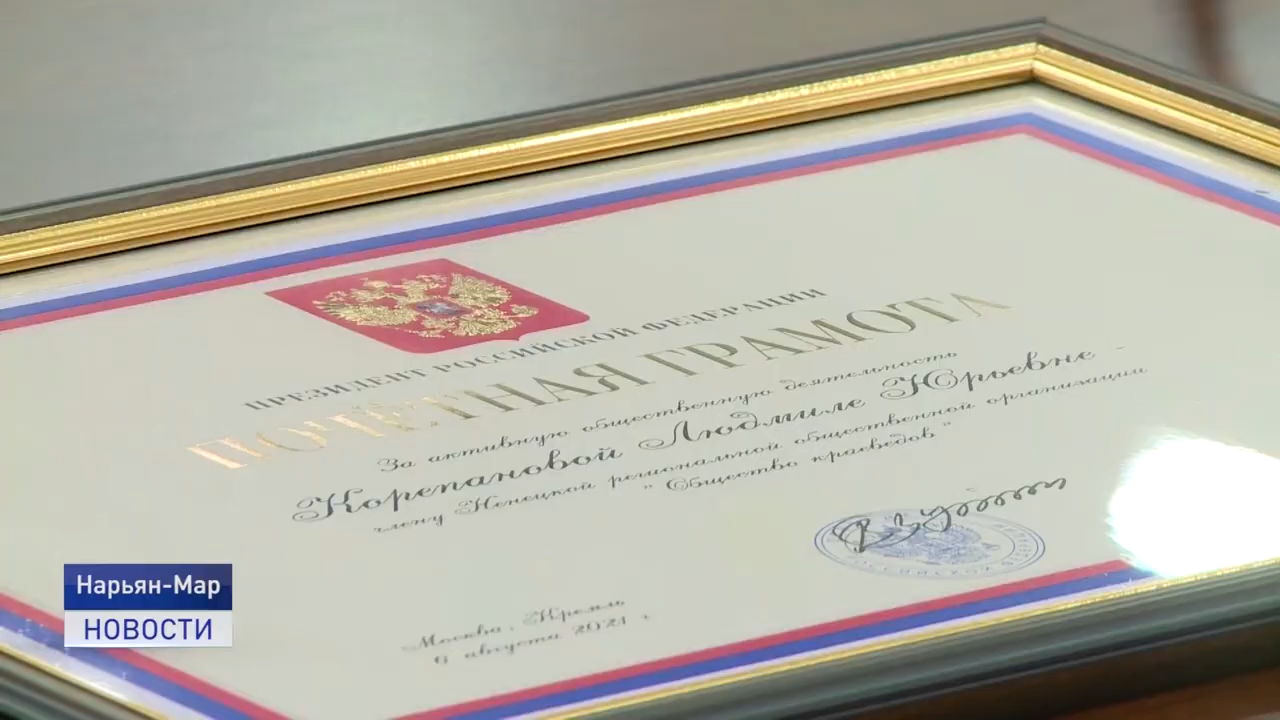 ПРЕЗИДЕНТ РОССИЙСКОЙ ФЕДЕРАЦИИ
ПОЧЁТНАЯ ГРАМОТА
За активную общественную деятельность
Корепановой Людмиле Юрьевне -
члену Ненецкой региональной общественной организации
"Общество краеведов"
Москва, Кремль
6 августа 2021 г.
Нарьян-Мар
НОВОСТИ